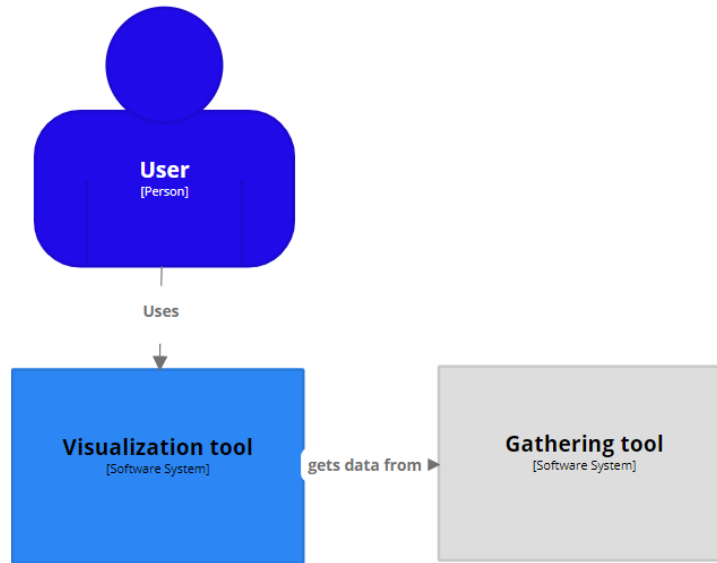 User
[Person]
Uses
Visualization tool
[Software System]
gets data from
Gathering tool
[Software System]